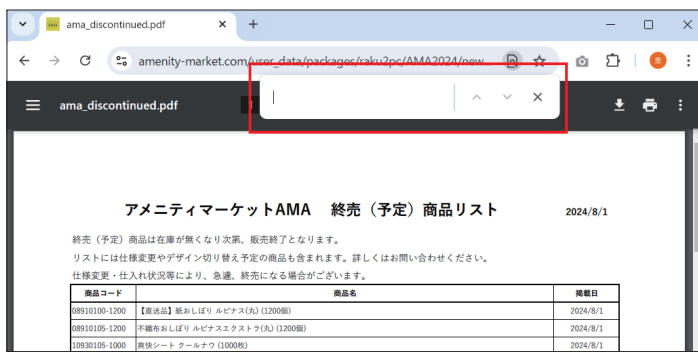 ama_discontinued.pdf
amenity-market.com/user_data/packages/raku2pc/AMA2024/new...
ama_discontinued.pdf
アメニティマーケットAMA 終売（予定）商品リスト 2024/8/1
終売（予定）商品は在庫が無くなり次第、販売終了となります。
リストには仕様変更やデザイン切り替え予定の商品も含まれます。詳しくはお問い合わせください。
仕様変更・仕入れ状況等により、急遽、終売になる場合がございます。
商品コード 商品名 掲載日
08910100-1200 【直送品】紙おしぼり ルピナス(丸) (1200個) 2024/8/1
08910105-1200 不織布おしぼり ルピナスエクストラ(丸) (1200個) 2024/8/1
10930105-1000 爽快シート クールナウ (1000枚) 2024/8/1